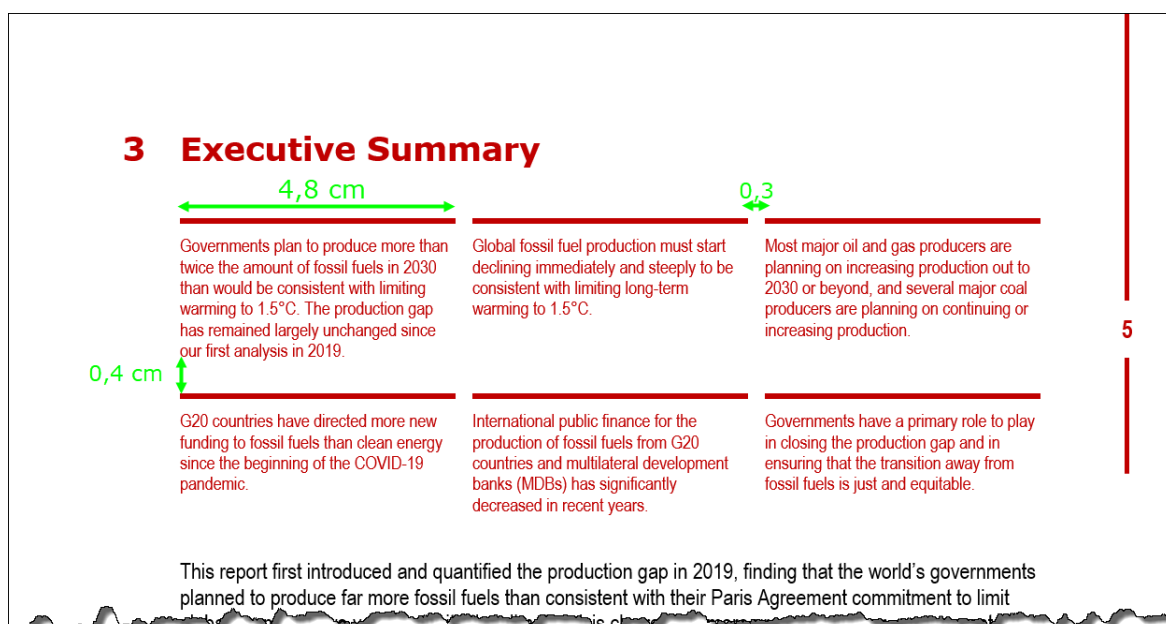 3 Executive Summary
4,8 cm
0,3
Governments plan to produce more than
twice the amount of fossil fuels in 2030
than would be consistent with limiting
warming to 1.5°C. The production gap
has remained largely unchanged since
our first analysis in 2019.
Global fossil fuel production must start
declining immediately and steeply to be
consistent with limiting long-term
warming to 1.5°C.
Most major oil and gas producers are
planning on increasing production out to
2030 or beyond, and several major coal
producers are planning on continuing or
increasing production.
5
0,4 cm
G20 countries have directed more new
funding to fossil fuels than clean energy
since the beginning of the COVID-19
pandemic.
International public finance for the
production of fossil fuels from G20
countries and multilateral development
banks (MDBs) has significantly
decreased in recent years.
Governments have a primary role to play
in closing the production gap and in
ensuring that the transition away from
fossil fuels is just and equitable.
This report first introduced and quantified the production gap in 2019, finding that the world's governments
planned to produce far more fossil fuels than consistent with their Paris Agreement commitment to limit